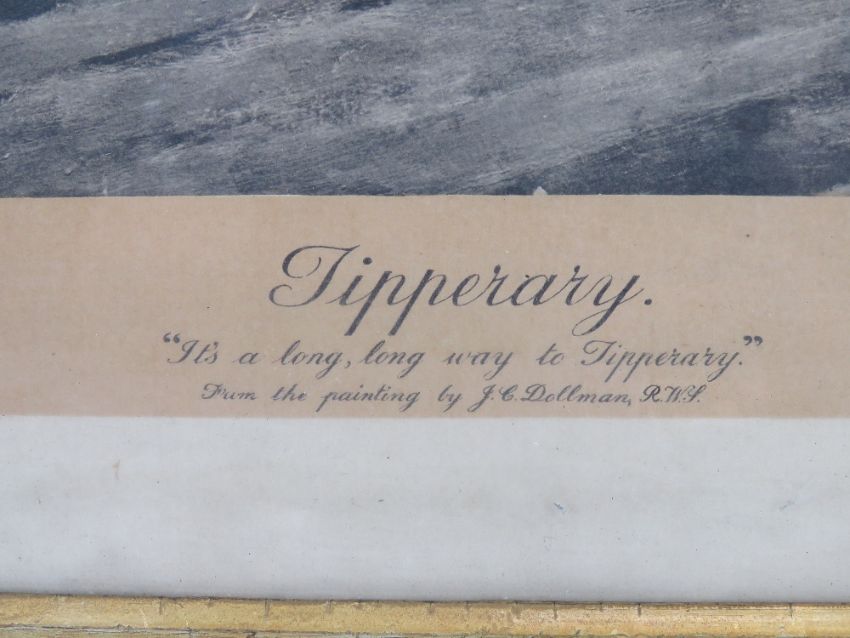 Tipperary.
"It's a long, long way to Tipperary."
From the painting by J.C. Dollman, R.W.S.